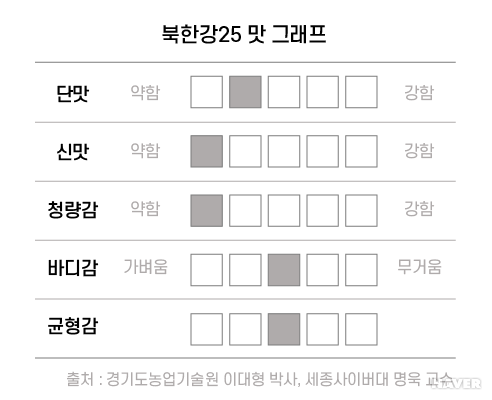 북한강25 맛 그래프
단맛 약함 강함
신맛 약함 강함
청량감 약함 강함
바디감 가벼움 무거움
균형감
출처 : 경기도농업기술원 이대형 박사, 세종사이버대 명욱 교수
NAVER